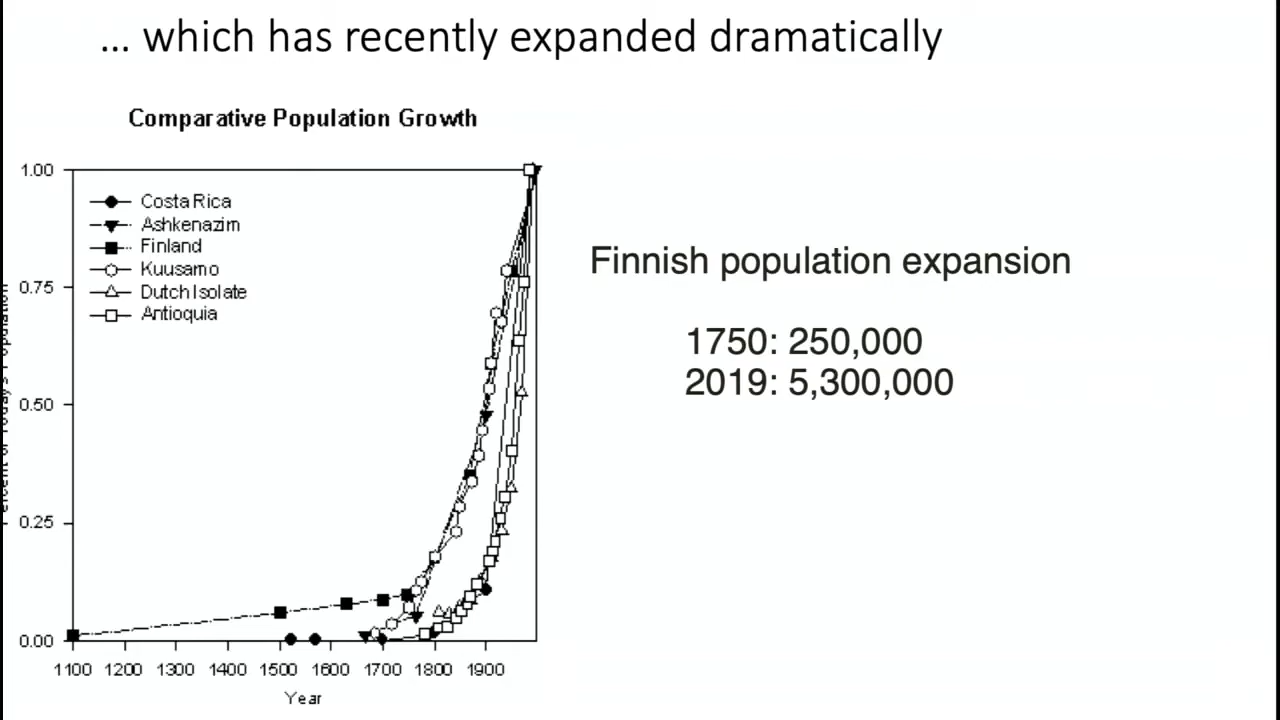 ... which has recently expanded dramatically
Comparative Population Growth
1.00
0.75
0.50
0.25
0.00
Costa Rica
Ashkenazim
Finland
Kuusamo
Dutch Isolate
Antioquia
1100 1200 1300 1400 1500 1600 1700 1800 1900
Year
Finnish population expansion
1750: 250,000
2019: 5,300,000